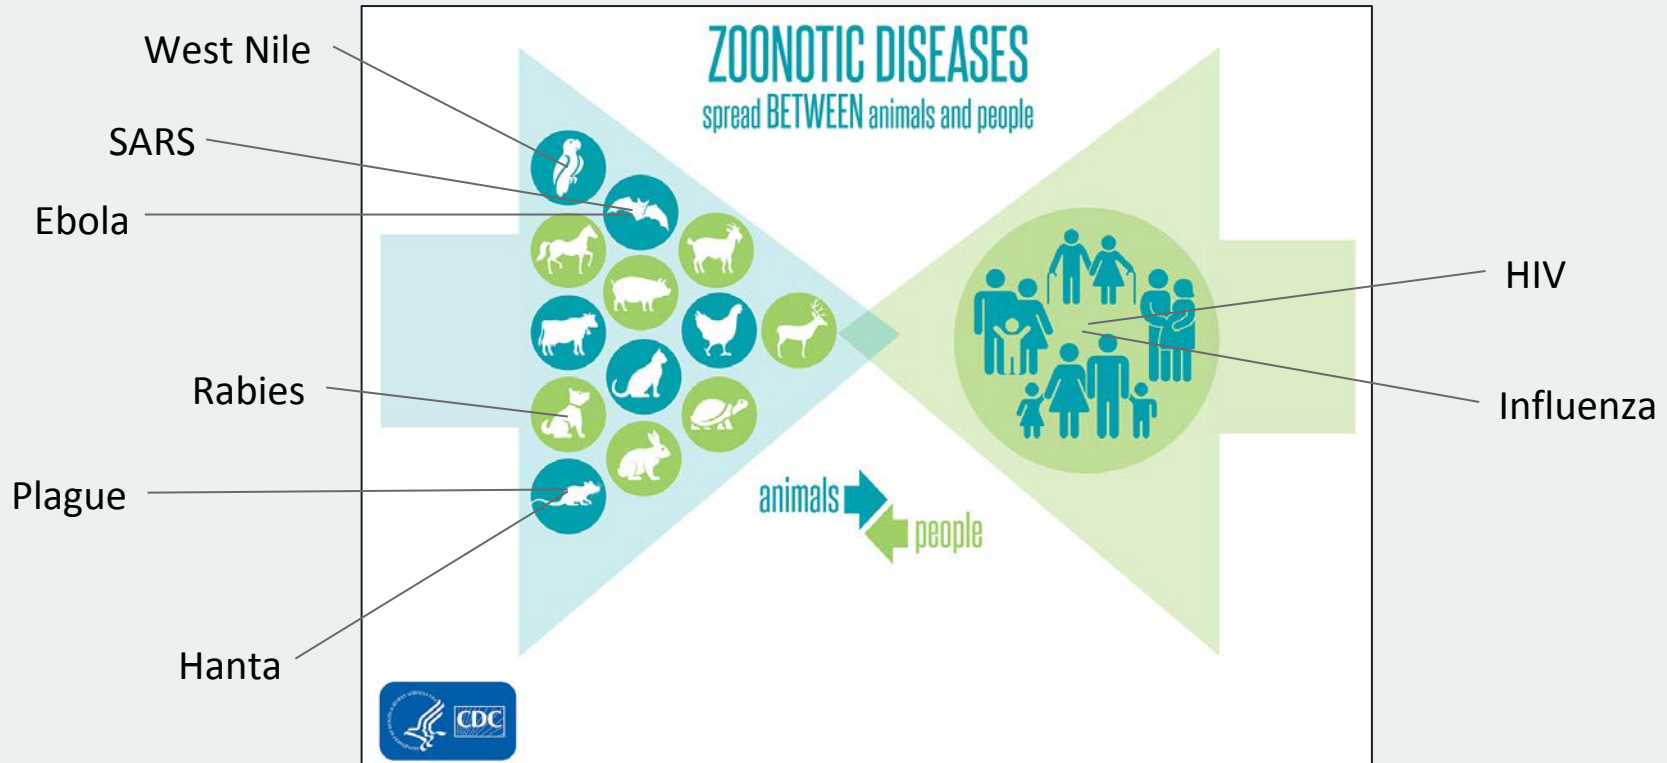 ZOONOTIC DISEASES
spread BETWEEN animals and people
West Nile
SARS
Ebola
Rabies
Plague
Hanta
HIV
Influenza
animals
people
CDC